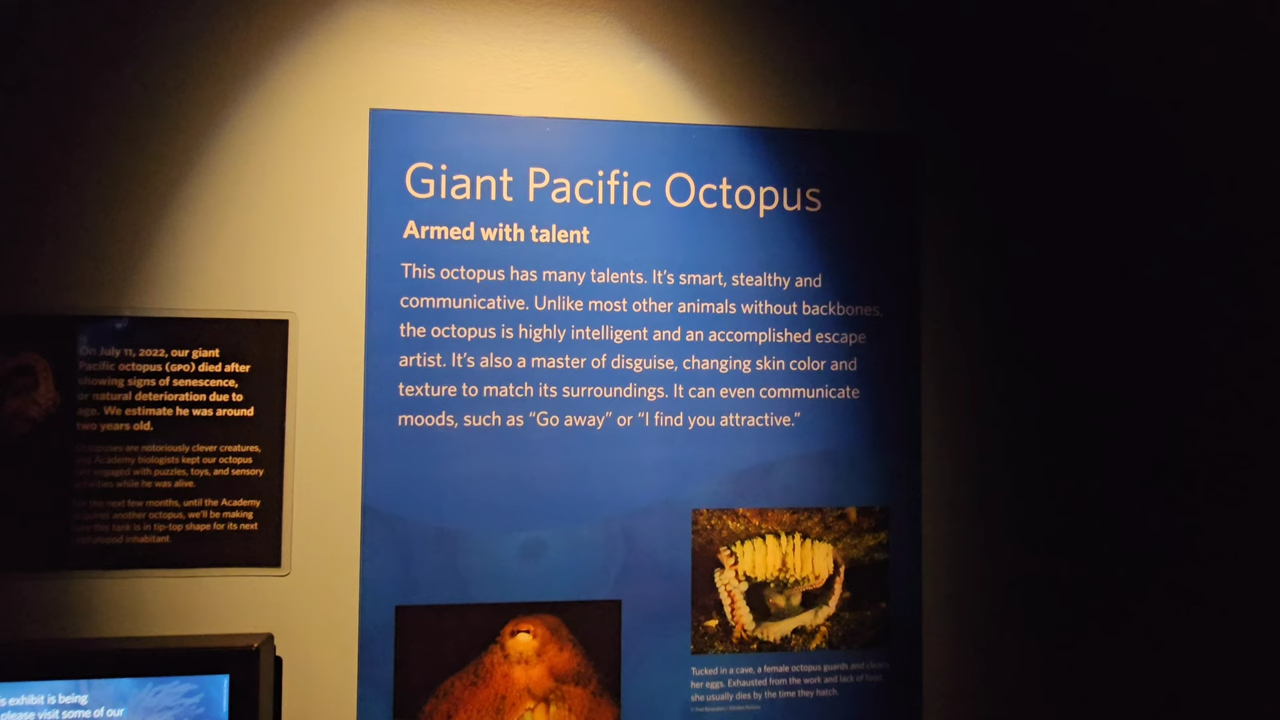 Giant Pacific Octopus
Armed with talent
This octopus has many talents. It's smart, stealthy and
communicative. Unlike most other animals without backbones,
the octopus is highly intelligent and an accomplished escape
artist. It's also a master of disguise, changing skin color and
texture to match its surroundings. It can even communicate
moods, such as “Go away” or “I find you attractive.”
Tucked in a cave, a female octopus guards and cleans
her eggs. Exhausted from the work and lack of food,
she usually dies by the time they hatch.
On July 11, 2022, our giant
Pacific octopus (GPO) died after
showing signs of senescence,
or natural deterioration due to
age. We estimate he was around
two years old.
are notoriously clever creatures,
Academy biologists kept our octopus
engaged with puzzles, toys, and sensory
while he was alive.
next few months, until the Academy
another octopus, we'll be making
this tank is in tip-top shape for its next
inhabitant.
exhibit is being
please visit some of our